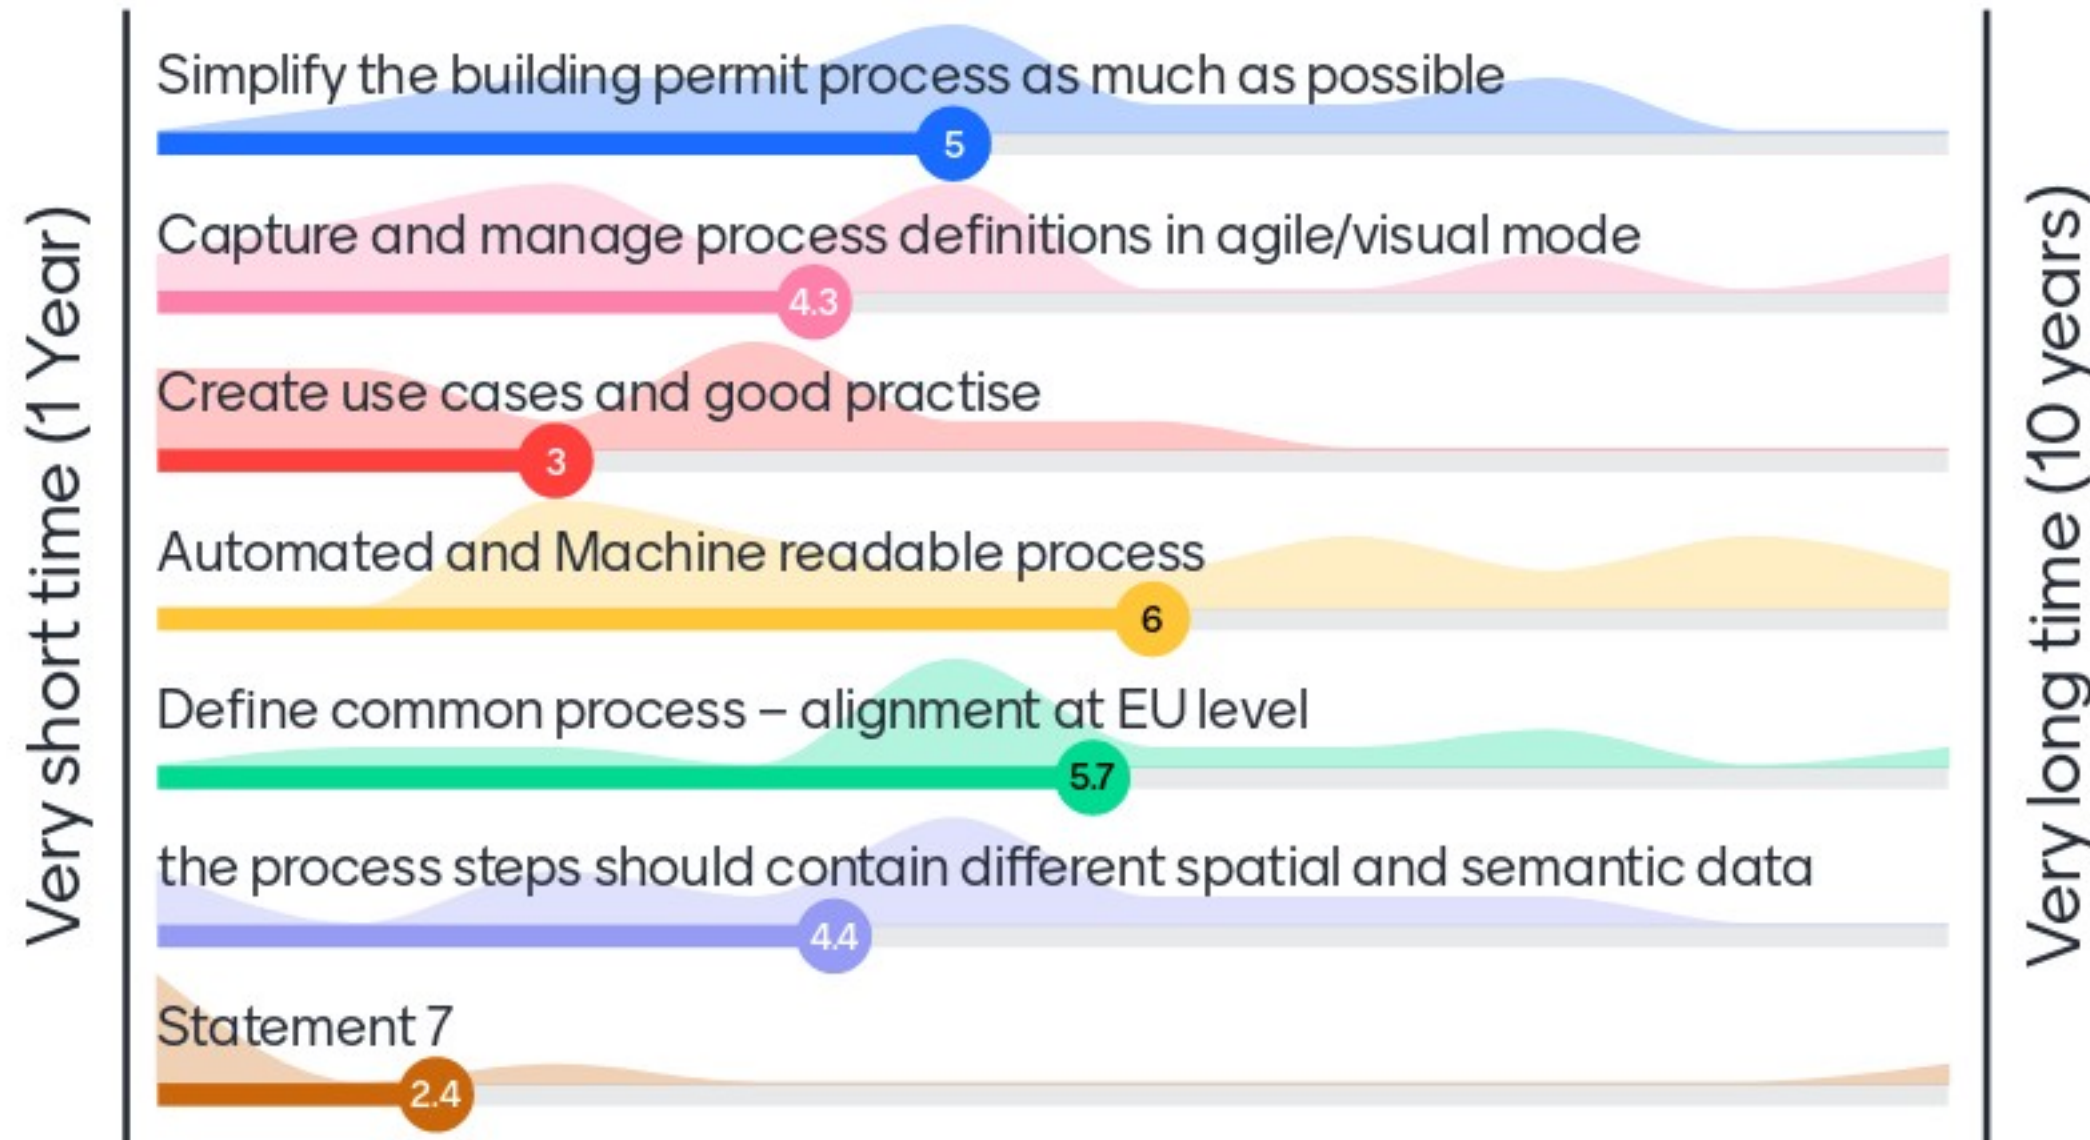 Very short time (1 Year)
Simplify the building permit process as much as possible
5
Capture and manage process definitions in agile/visual mode
4.3
Create use cases and good practise
3
Automated and Machine readable process
6
Define common process – alignment at EU level
5.7
the process steps should contain different spatial and semantic data
4.4
Statement 7
2.4
Very long time (10 years)